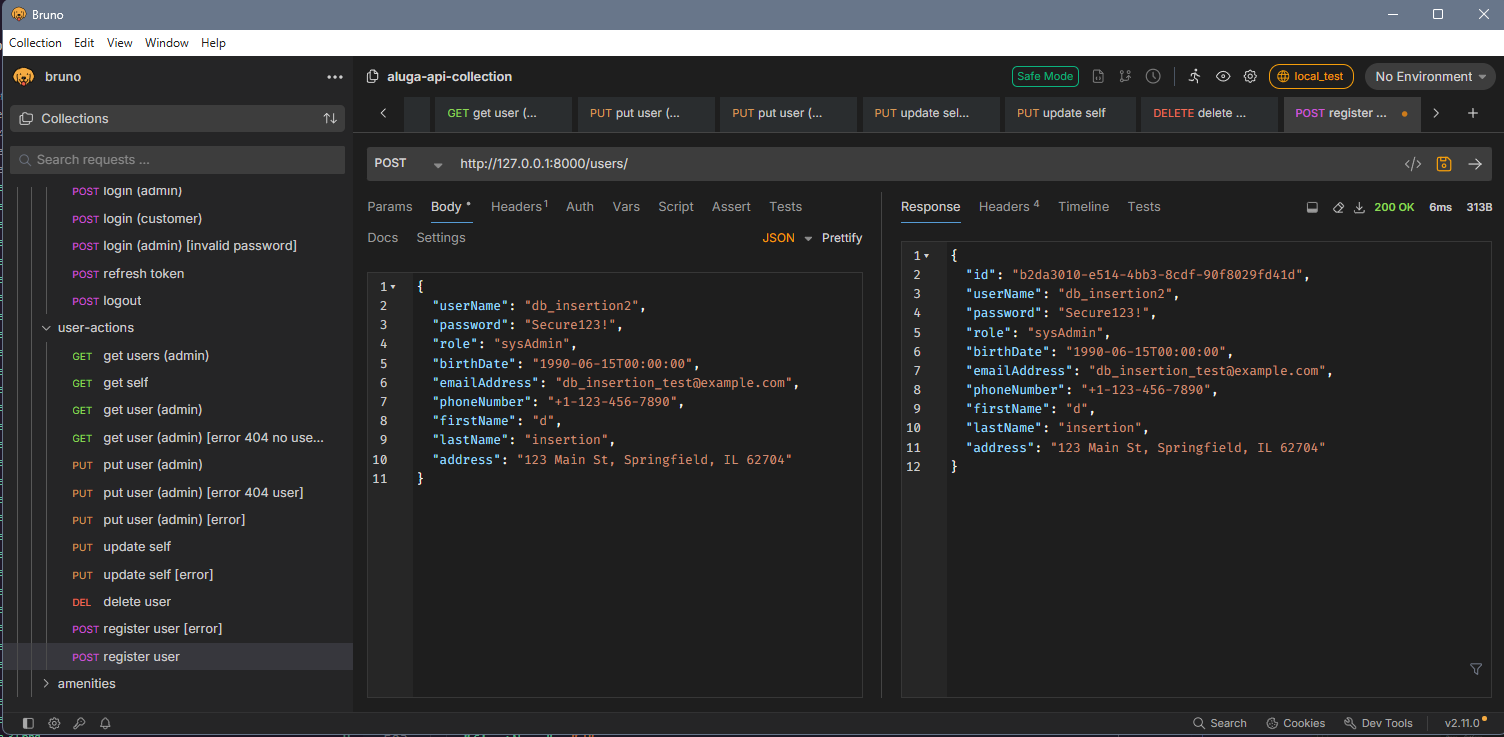 Bruno
Collection Edit View Window Help
bruno
Collections
Search requests ...
POST login (admin)
POST login (customer)
POST login (admin) [invalid password]
POST refresh token
POST logout
user-actions
GET get users (admin)
GET get self
GET get user (admin)
GET get user (admin) [error 404 no use...
PUT put user (admin)
PUT put user (admin) [error 404 user]
PUT put user (admin) [error]
PUT update self
PUT update self [error]
DEL delete user
POST register user [error]
POST register user
amenities
aluga-api-collection
Safe Mode
local_test
No Environment
GET get user (... PUT put user (... PUT put user (... PUT update sel... PUT update self DELETE delete ... POST register ...
POST http://127.0.0.1:8000/users/
Params Body Headers 1 Auth Vars Script Assert Tests
Docs Settings JSON Prettify
1 {
2 "userName": "db_insertion2",
3 "password": "Secure123!",
4 "role": "sysAdmin",
5 "birthDate": "1990-06-15T00:00:00",
6 "emailAddress": "db_insertion_test@example.com",
7 "phoneNumber": "+1-123-456-7890",
8 "firstName": "d",
9 "lastName": "insertion",
10 "address": "123 Main St, Springfield, IL 62704"
11 }
Response Headers 4 Timeline Tests 200 OK 6ms 313B
1 {
2 "id": "b2da3010-e514-4bb3-8cdf-90f8029fd41d",
3 "userName": "db_insertion2",
4 "password": "Secure123!",
5 "role": "sysAdmin",
6 "birthDate": "1990-06-15T00:00:00",
7 "emailAddress": "db_insertion_test@example.com",
8 "phoneNumber": "+1-123-456-7890",
9 "firstName": "d",
10 "lastName": "insertion",
11 "address": "123 Main St, Springfield, IL 62704"
12 }
Search Cookies Dev Tools v2.11.0